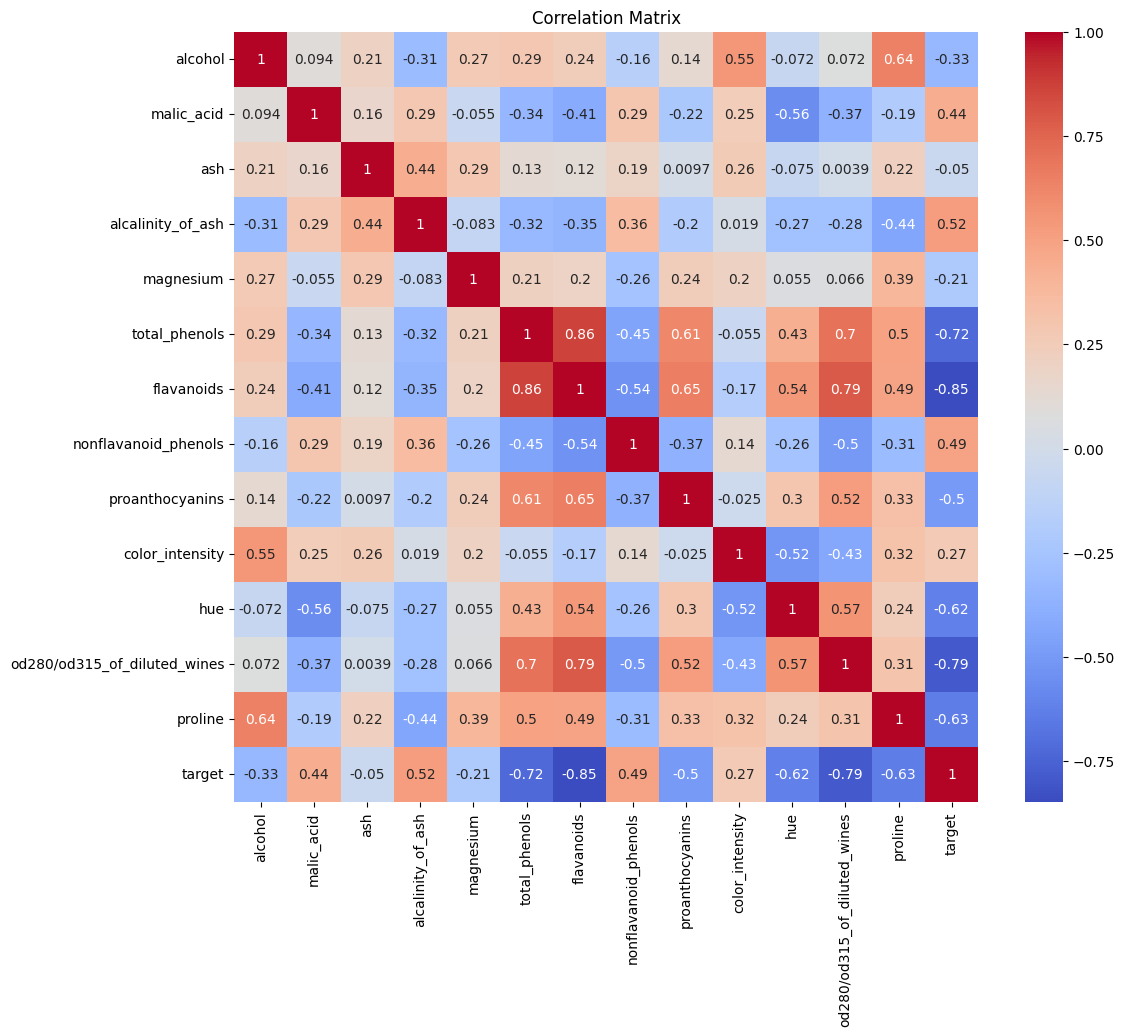 Correlation Matrix
alcohol 1 0.094 0.21 -0.31 0.27 0.29 0.24 -0.16 0.14 0.55 -0.072 0.072 0.64 -0.33
malic_acid 0.094 1 0.16 0.29 -0.055 -0.34 -0.41 0.29 -0.22 0.25 -0.56 -0.37 -0.19 0.44
ash 0.21 0.16 1 0.44 0.29 0.13 0.12 0.19 0.0097 0.26 -0.075 0.0039 0.22 -0.05
alcalinity_of_ash -0.31 0.29 0.44 1 -0.083 -0.32 -0.35 0.36 -0.2 0.019 -0.27 -0.28 -0.44 0.52
magnesium 0.27 -0.055 0.29 -0.083 1 0.21 0.2 -0.26 0.24 0.2 0.055 0.066 0.39 -0.21
total_phenols 0.29 -0.34 0.13 -0.32 0.21 1 0.86 -0.45 0.61 -0.055 0.43 0.7 0.5 -0.72
flavanoids 0.24 -0.41 0.12 -0.35 0.2 0.86 1 -0.54 0.65 -0.17 0.54 0.79 0.49 -0.85
nonflavanoid_phenols -0.16 0.29 0.19 0.36 -0.26 -0.45 -0.54 1 -0.37 0.14 -0.26 -0.5 -0.31 0.49
proanthocyanins 0.14 -0.22 0.0097 -0.2 0.24 0.61 0.65 -0.37 1 -0.025 0.3 0.52 0.33 -0.5
color_intensity 0.55 0.25 0.26 0.019 0.2 -0.055 -0.17 0.14 -0.025 1 -0.52 -0.43 0.32 0.27
hue -0.072 -0.56 -0.075 -0.27 0.055 0.43 0.54 -0.26 0.3 -0.52 1 0.57 0.24 -0.62
od280/od315_of_diluted_wines 0.072 -0.37 0.0039 -0.28 0.066 0.7 0.79 -0.5 0.52 -0.43 0.57 1 0.31 -0.79
proline 0.64 -0.19 0.22 -0.44 0.39 0.5 0.49 -0.31 0.33 0.32 0.24 0.31 1 -0.63
target -0.33 0.44 -0.05 0.52 -0.21 -0.72 -0.85 0.49 -0.5 0.27 -0.62 -0.79 -0.63 1
alcohol
malic_acid
ash
alcalinity_of_ash
magnesium
total_phenols
flavanoids
nonflavanoid_phenols
proanthocyanins
color_intensity
hue
od280/od315_of_diluted_wines
proline
target
1.00
0.75
0.50
0.25
0.00
−0.25
−0.50
−0.75